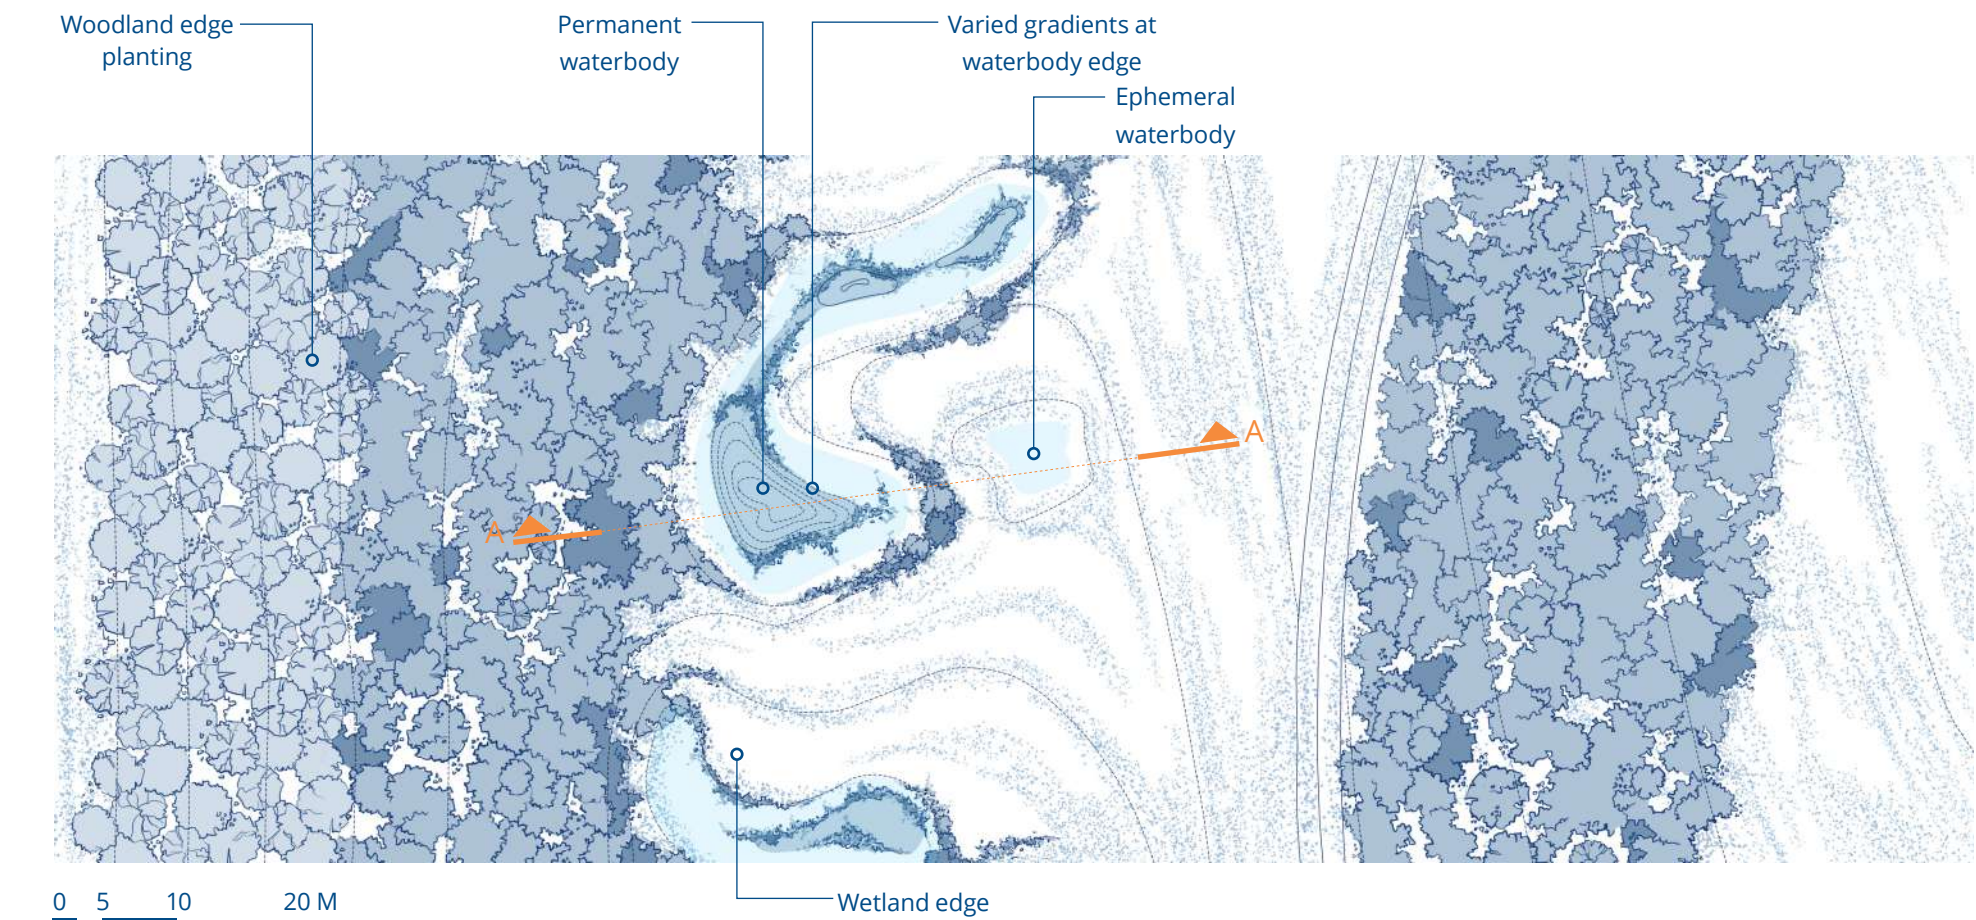 Woodland edge
planting
Permanent
waterbody
Varied gradients at
waterbody edge
Ephemeral
waterbody
A
A
Wetland edge
0 5 10 20 M